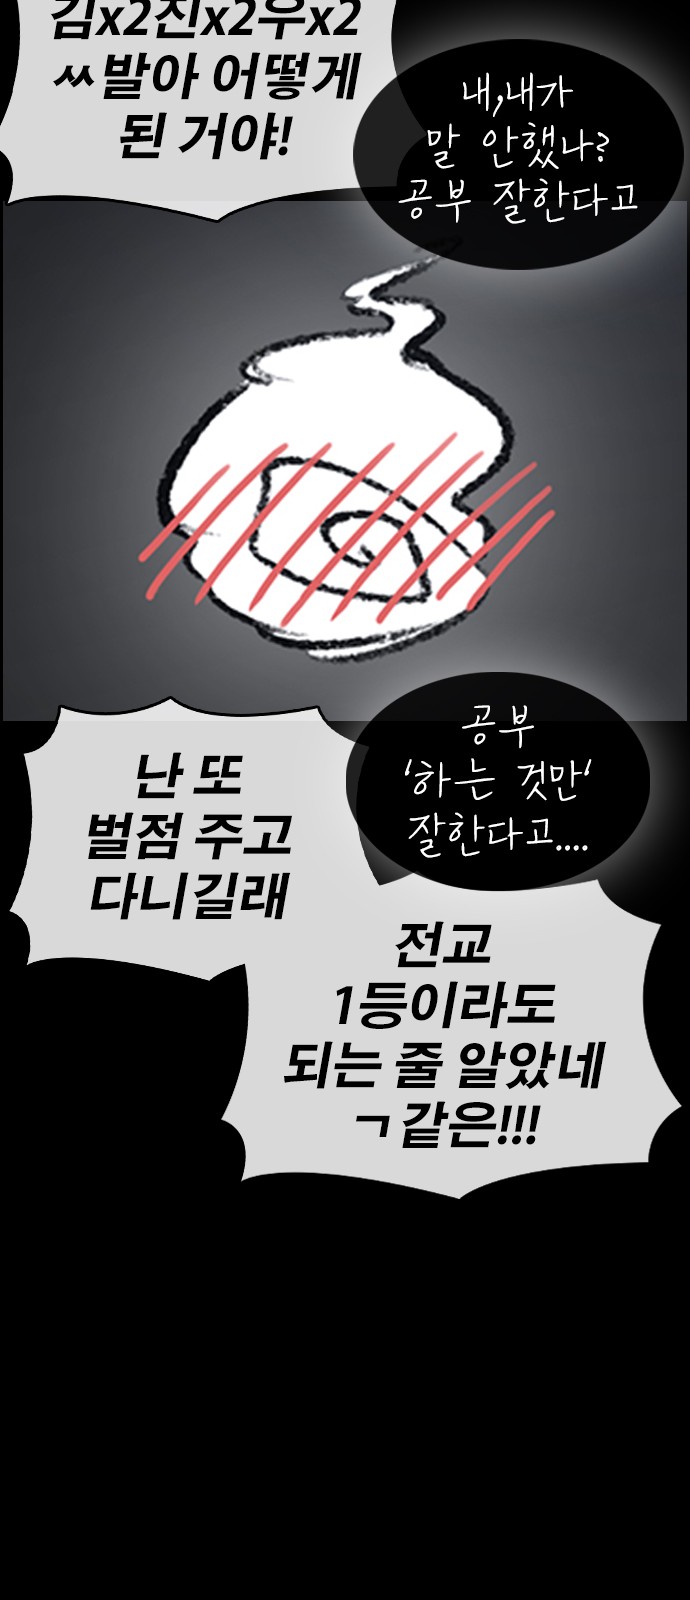 김x2진x2우x2
ㅆ발아 어떻게
된 거야!
내,내가
말 안했나?
공부 잘한다고
난 또
벌점 주고
다니길래
공부
'하는 것만'
잘한다고....
전교
1등이라도
되는 줄 알았네
ㄱ같은!!!